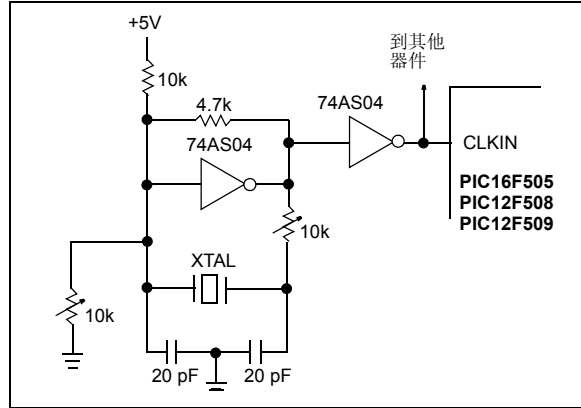 +5V
10k
4.7k
74AS04
74AS04
到其他
器件
CLKIN
PIC16F505
PIC12F508
PIC12F509
10k
XTAL
10k
20 pF
20 pF